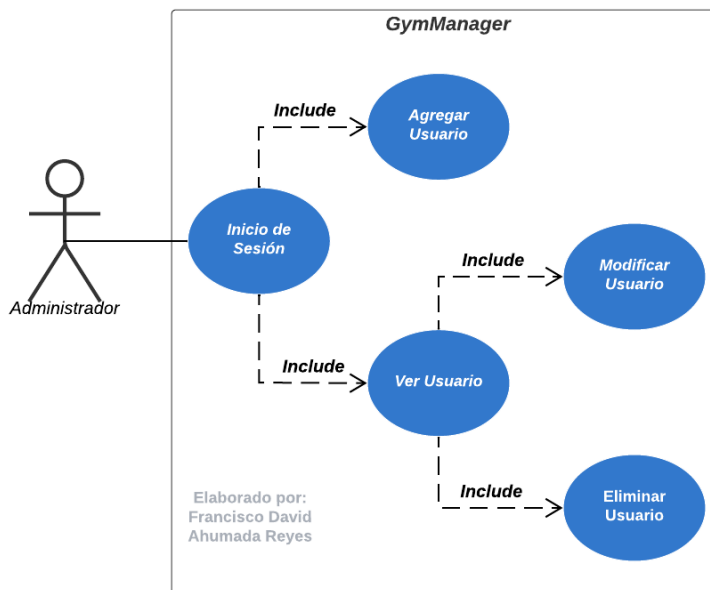 GymManager
Include
Agregar
Usuario
Inicio de
Sesión
Include
Modificar
Usuario
Administrador
Include
Ver Usuario
Include
Eliminar
Usuario
Elaborado por:
Francisco David
Ahumada Reyes